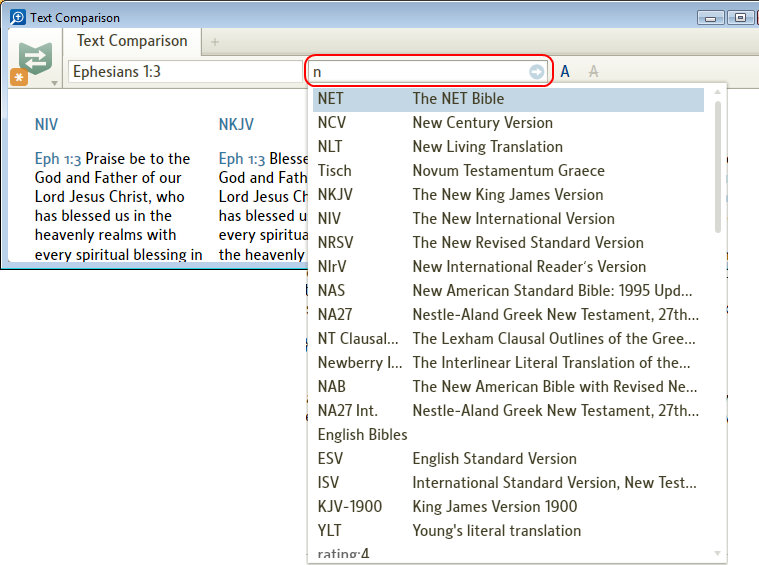 Text Comparison
Text Comparison +
Ephesians 1:3 n A A
NIV
Eph 1:3 Praise be to the
God and Father of our
Lord Jesus Christ, who
has blessed us in the
heavenly realms with
every spiritual blessing in
NKJV
Eph 1:3 Blesse
God and Fath
Lord Jesus Ch
has blessed us
every spiritua
the heavenly
NET The NET Bible
NCV New Century Version
NLT New Living Translation
Tisch Novum Testamentum Graece
NKJV The New King James Version
NIV The New International Version
NRSV The New Revised Standard Version
NIrV New International Reader´s Version
NAS New American Standard Bible: 1995 Upd...
NA27 Nestle-Aland Greek New Testament, 27th...
NT Clausal... The Lexham Clausal Outlines of the Gree...
Newberry I... The Interlinear Literal Translation of the...
NAB The New American Bible with Revised Ne...
NA27 Int. Nestle-Aland Greek New Testament, 27th...
English Bibles
ESV English Standard Version
ISV International Standard Version, New Test...
KJV-1900 King James Version 1900
YLT Young's literal translation
rating:4